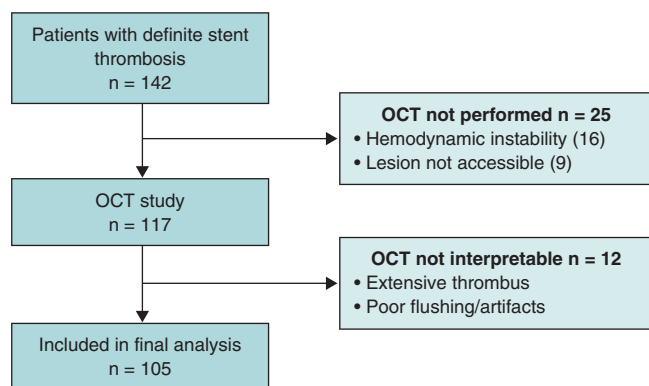 Patients with definite stent
thrombosis
n = 142
OCT not performed n = 25
• Hemodynamic instability (16)
• Lesion not accessible (9)
OCT study
n = 117
OCT not interpretable n = 12
• Extensive thrombus
• Poor flushing/artifacts
Included in final analysis
n = 105